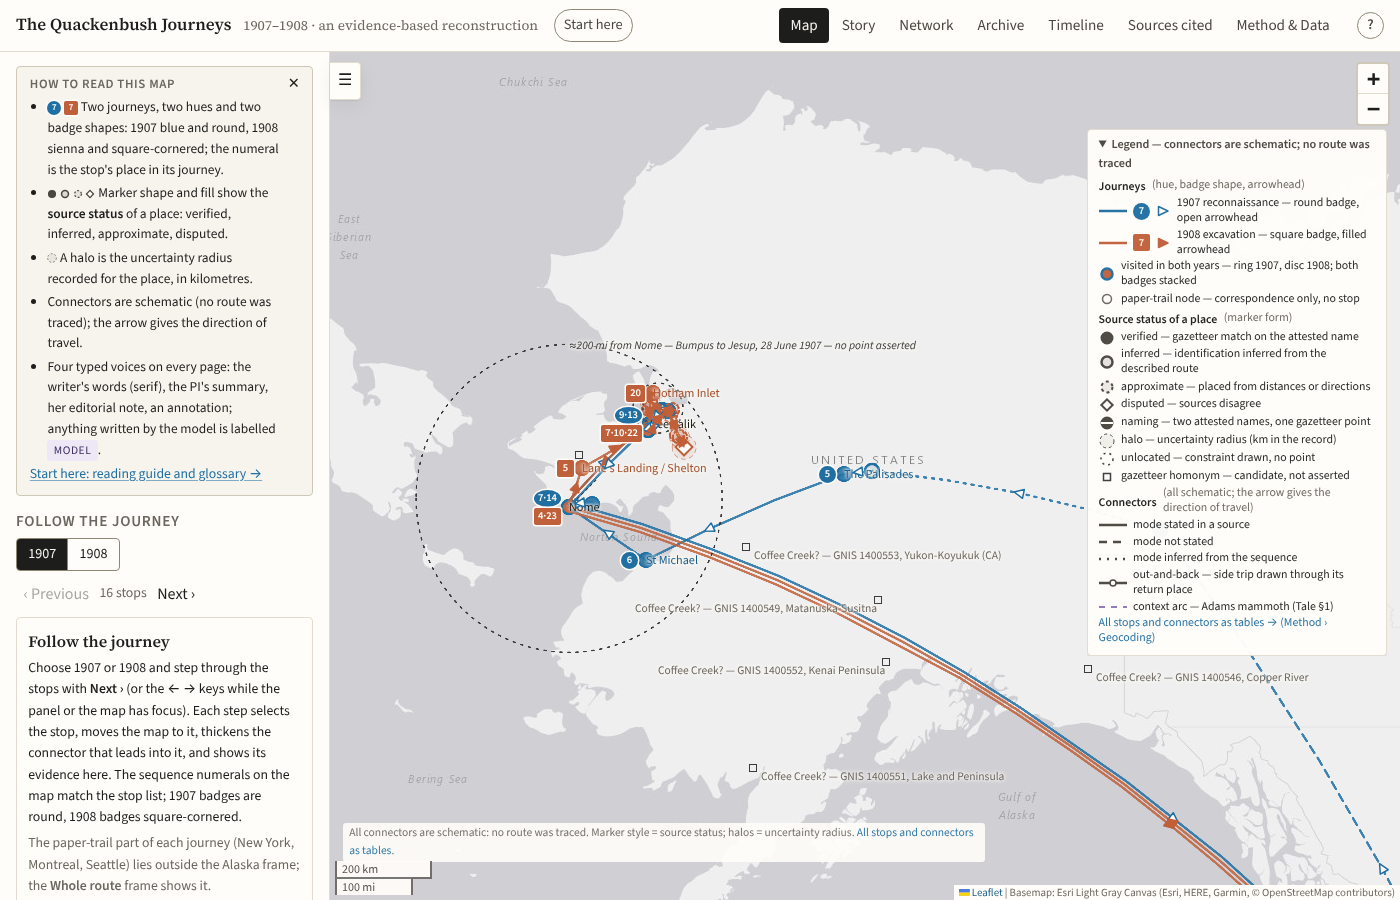 The Quackenbush Journeys 1907–1908 · an evidence-based reconstruction Start here Map Story Network Archive Timeline Sources cited Method & Data ?
HOW TO READ THIS MAP ✕
7 7 Two journeys, two hues and two
badge shapes: 1907 blue and round, 1908
sienna and square-cornered; the numeral
is the stop's place in its journey.
Marker shape and fill show the
source status of a place: verified,
inferred, approximate, disputed.
A halo is the uncertainty radius
recorded for the place, in kilometres.
Connectors are schematic (no route was
traced); the arrow gives the direction of
travel.
Four typed voices on every page: the
writer's words (serif), the PI's summary,
her editorial note, an annotation;
anything written by the model is labelled
MODEL .
Start here: reading guide and glossary →
FOLLOW THE JOURNEY
1907 1908
‹ Previous 16 stops Next ›
Follow the journey
Choose 1907 or 1908 and step through the
stops with Next › (or the ← → keys while the
panel or the map has focus). Each step selects
the stop, moves the map to it, thickens the
connector that leads into it, and shows its
evidence here. The sequence numerals on the
map match the stop list; 1907 badges are
round, 1908 badges square-cornered.
The paper-trail part of each journey (New York,
Montreal, Seattle) lies outside the Alaska frame;
the Whole route frame shows it.
☰
Chukchi Sea
East
Siberian
Sea
≈200 mi from Nome — Bumpus to Jesup, 28 June 1907 — no point asserted
20 Hotham Inlet
9·13
7·10·22
5 Lane's Landing / Shelton
UNITED STATES
5 The Palisades
7·14
4·23 Nome
Norton Sound
6 St Michael
Coffee Creek? — GNIS 1400553, Yukon-Koyukuk (CA)
Coffee Creek? — GNIS 1400549, Matanuska-Susitna
Coffee Creek? — GNIS 1400552, Kenai Peninsula
Coffee Creek? — GNIS 1400546, Copper River
Bering Sea
Coffee Creek? — GNIS 1400551, Lake and Peninsula
Gulf of
Alaska
All connectors are schematic: no route was traced. Marker style = source status; halos = uncertainty radius. All stops and connectors
as tables.
200 km
100 mi
+
−
▼ Legend — connectors are schematic; no route was
traced
Journeys (hue, badge shape, arrowhead)
7 1907 reconnaissance — round badge,
open arrowhead
7 1908 excavation — square badge, filled
arrowhead
visited in both years — ring 1907, disc 1908; both
badges stacked
paper-trail node — correspondence only, no stop
Source status of a place (marker form)
verified — gazetteer match on the attested name
inferred — identification inferred from the
described route
approximate — placed from distances or directions
disputed — sources disagree
naming — two attested names, one gazetteer point
halo — uncertainty radius (km in the record)
unlocated — constraint drawn, no point
gazetteer homonym — candidate, not asserted
Connectors (all schematic; the arrow gives the
direction of travel)
mode stated in a source
mode not stated
mode inferred from the sequence
out-and-back — side trip drawn through its
return place
context arc — Adams mammoth (Tale §1)
All stops and connectors as tables → (Method ›
Geocoding)
Leaflet | Basemap: Esri Light Gray Canvas (Esri, HERE, Garmin, © OpenStreetMap contributors)